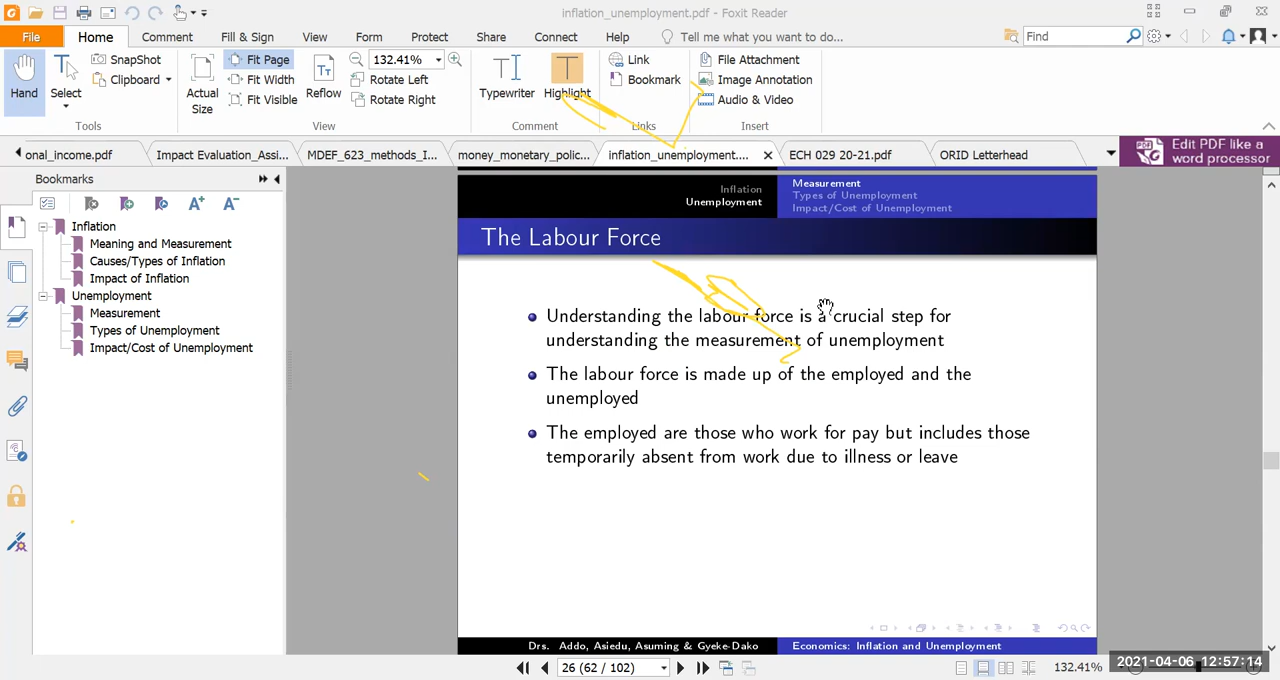 inflation_unemployment.pdf - Foxit Reader
File Home Comment Fill & Sign View Form Protect Share Connect Help Tell me what you want to do... Find
Hand
Select
SnapShot
Clipboard
Tools
Actual
Size
Fit Page
Fit Width
Fit Visible
Reflow
132.41%
Rotate Left
Rotate Right
View
Typewriter
Highlight
Comment
Link
Bookmark
Links
File Attachment
Image Annotation
Audio & Video
Insert
onal_income.pdf Impact Evaluation_Assi... MDEF_623_methods_I... money_monetary_polic... inflation_unemployment.... ECH 029 20-21.pdf ORID Letterhead
Edit PDF like a
word processor
Bookmarks
Inflation
Meaning and Measurement
Causes/Types of Inflation
Impact of Inflation
Unemployment
Measurement
Types of Unemployment
Impact/Cost of Unemployment
Inflation
Unemployment
Measurement
Types of Unemployment
Impact/Cost of Unemployment
The Labour Force
Understanding the labour force is a crucial step for
understanding the measurement of unemployment
The labour force is made up of the employed and the
unemployed
The employed are those who work for pay but includes those
temporarily absent from work due to illness or leave
Drs. Addo, Asiedu, Asuming & Gyeke-Dako Economics: Inflation and Unemployment
26 (62 / 102) 132.41%
2021-04-06 12:57:14